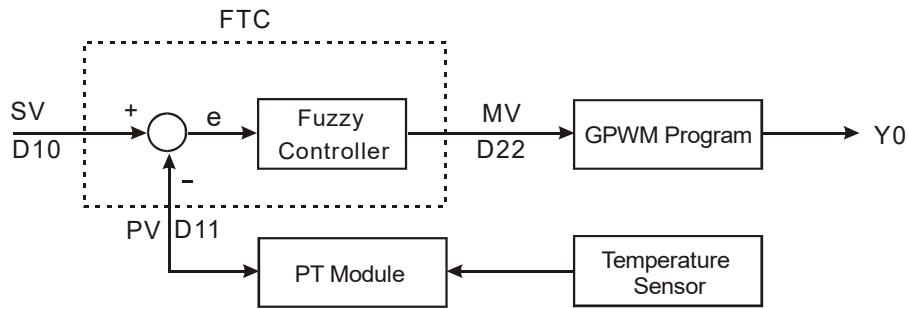 FTC
SV
D10
+
e
Fuzzy
Controller
MV
D22
GPWM Program
Y0
–
PV D11
PT Module
Temperature
Sensor